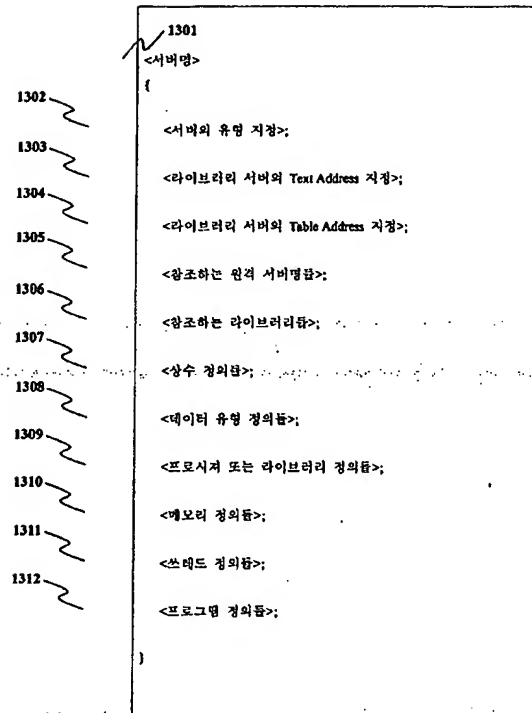 1301
<서버명>
{
1302
<서버의 유형 지정>;
1303
<라이브러리 서버의 Text Address 지정>;
1304
<라이브러리 서버의 Table Address 지정>;
1305
<참조하는 원격 서버명들>;
1306
<참조하는 라이브러리들>;
1307
<상수 정의들>;
1308
<데이터 유형 정의들>;
1309
<프로시져 또는 라이브러리 정의들>;
1310
<메모리 정의들>;
1311
<쓰레드 정의들>;
1312
<프로그램 정의들>;
}